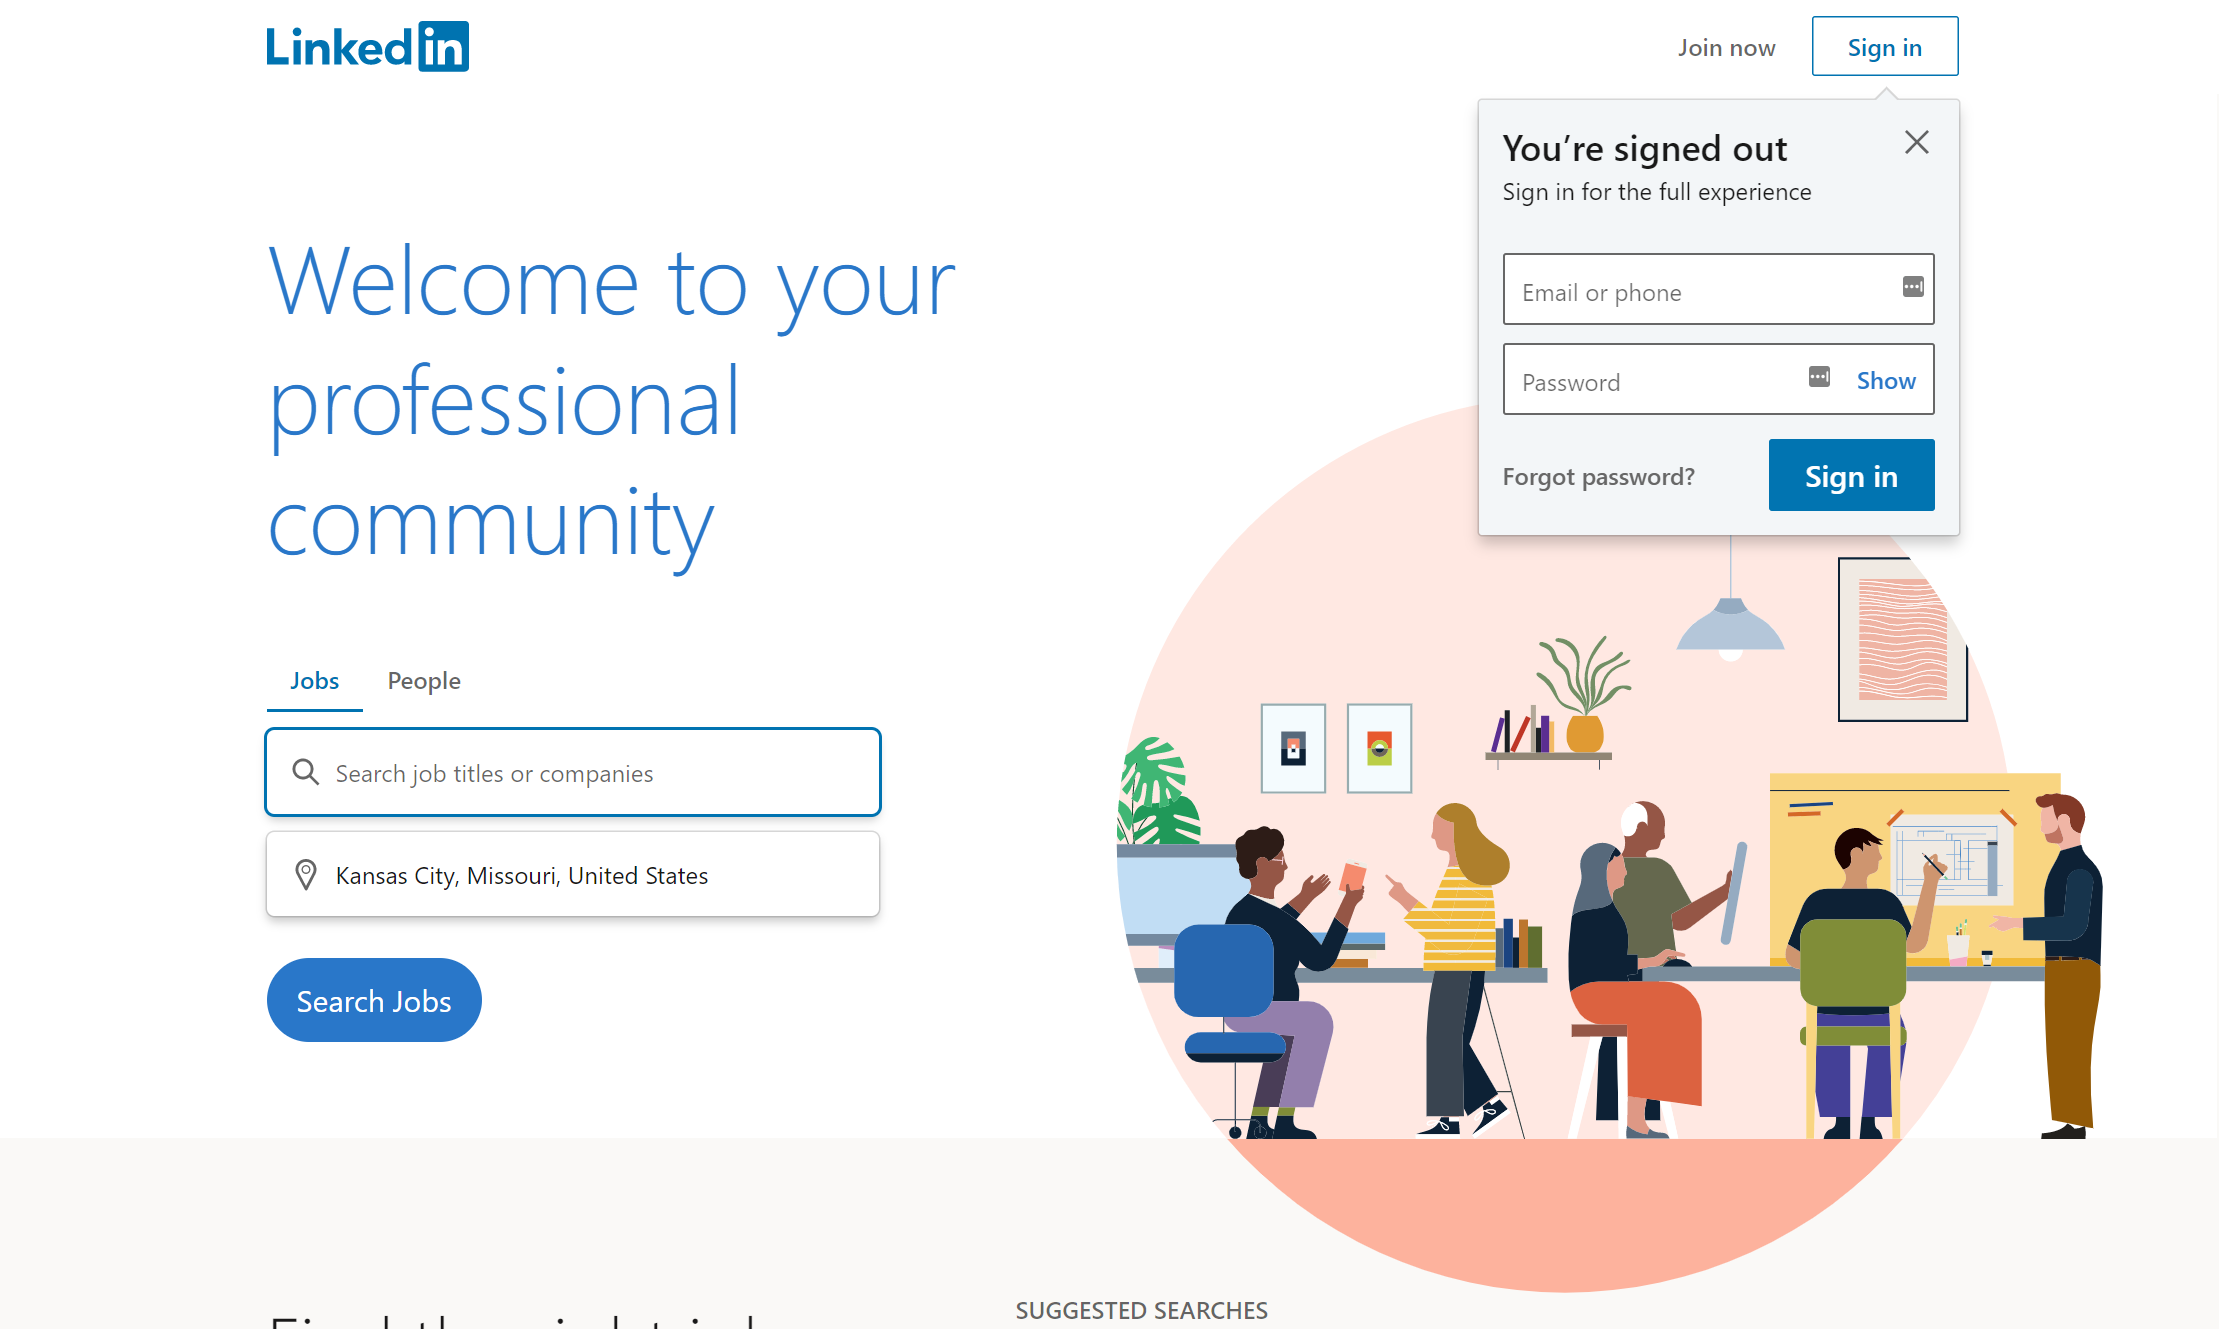 Linkedin
Join now
Sign in
You're signed out
Sign in for the full experience
Email or phone
Password
Show
Forgot password?
Sign in
Welcome to your
professional
community
Jobs
People
Search job titles or companies
Kansas City, Missouri, United States
Search Jobs
SUGGESTED SEARCHES